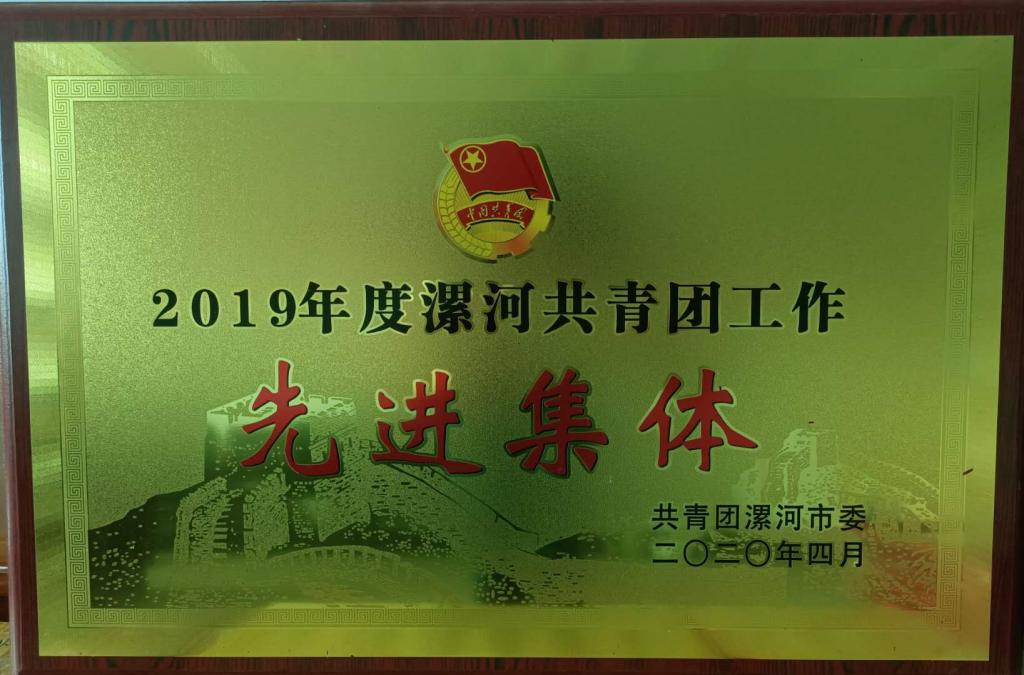 中国共青团
2019年度漯河共青团工作
先进集体
共青团漯河市委
二〇二〇年四月